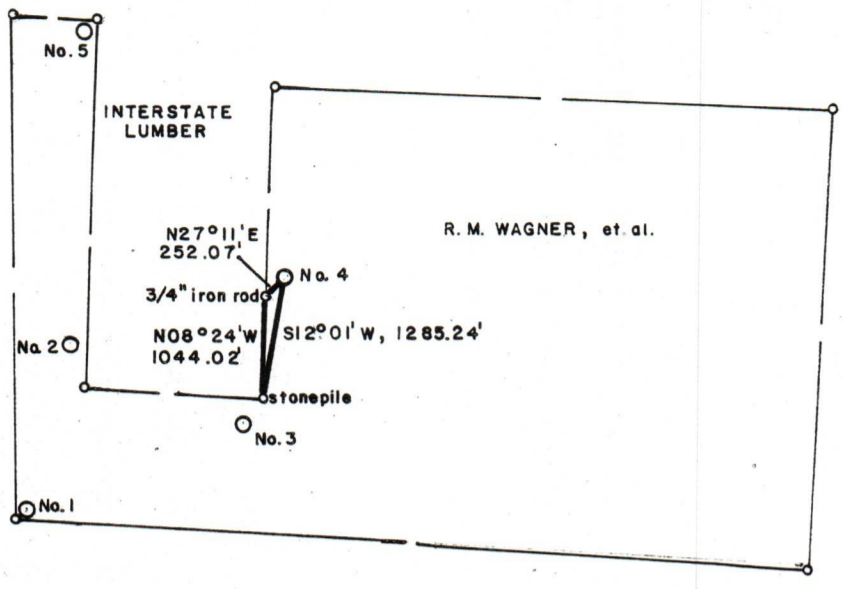 No. 5
INTERSTATE
LUMBER
R. M. WAGNER, et. al.
N27°11'E
252.07'
No. 4
3/4" iron rod
N08°24'W
1044.02'
S12°01'W, 1285.24'
No. 2
stonepile
No. 3
No. 1